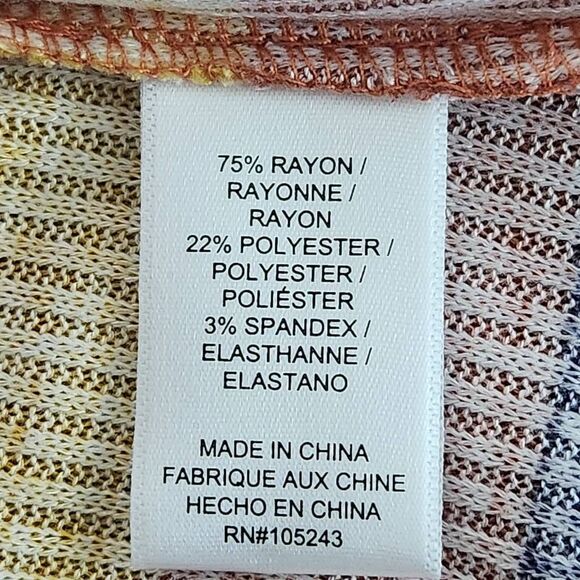 75% RAYON /
RAYONNE /
RAYON
22% POLYESTER /
POLYESTER /
POLIÉSTER
3% SPANDEX /
ELASTHANNE /
ELASTANO
MADE IN CHINA
FABRIQUE AUX CHINE
HECHO EN CHINA
RN#105243